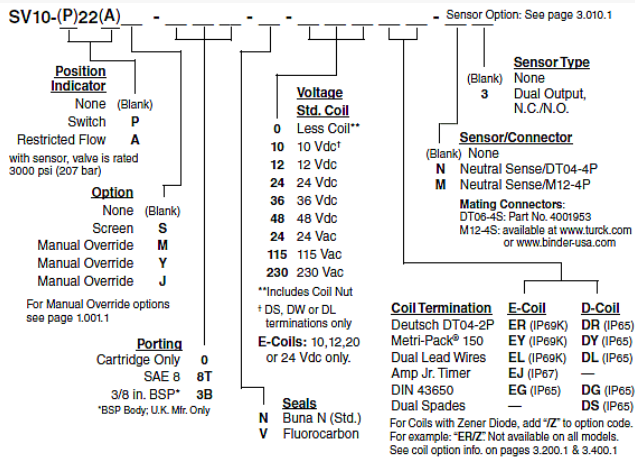 SV10-(P)22(A)__ - ____ - __ - ____ ____ - __ __ Sensor Option: See page 3.010.1
Position
Indicator
None (Blank)
Switch P
Restricted Flow A
with sensor, valve is rated
3000 psi (207 bar)
Option
None (Blank)
Screen S
Manual Override M
Manual Override Y
Manual Override J
For Manual Override options
see page 1.001.1
Porting
Cartridge Only 0
SAE 8 8T
3/8 in. BSP* 3B
*BSP Body; U.K. Mfr. Only
Seals
N Buna N (Std.)
V Fluorocarbon
Voltage
Std. Coil
0 Less Coil**
10 10 Vdc†
12 12 Vdc
24 24 Vdc
36 36 Vdc
48 48 Vdc
24 24 Vac
115 115 Vac
230 230 Vac
**Includes Coil Nut
† DS, DW or DL
terminations only
E-Coils: 10,12,20
or 24 Vdc only.
Sensor Type
(Blank) None
3 Dual Output,
N.C./N.O.
Sensor/Connector
(Blank) None
N Neutral Sense/DT04-4P
M Neutral Sense/M12-4P
Mating Connectors:
DT06-4S: Part No. 4001953
M12-4S: available at www.turck.com
or www.binder-usa.com
Coil Termination E-Coil D-Coil
Deutsch DT04-2P ER (IP69K) DR (IP65)
Metri-Pack® 150 EY (IP69K) DY (IP65)
Dual Lead Wires EL (IP69K) DL (IP65)
Amp Jr. Timer EJ (IP67) —
DIN 43650 EG (IP65) DG (IP65)
Dual Spades — DS (IP65)
For Coils with Zener Diode, add "/Z" to option code.
For example: "ER/Z." Not available on all models.
See coil option info. on pages 3.200.1 & 3.400.1